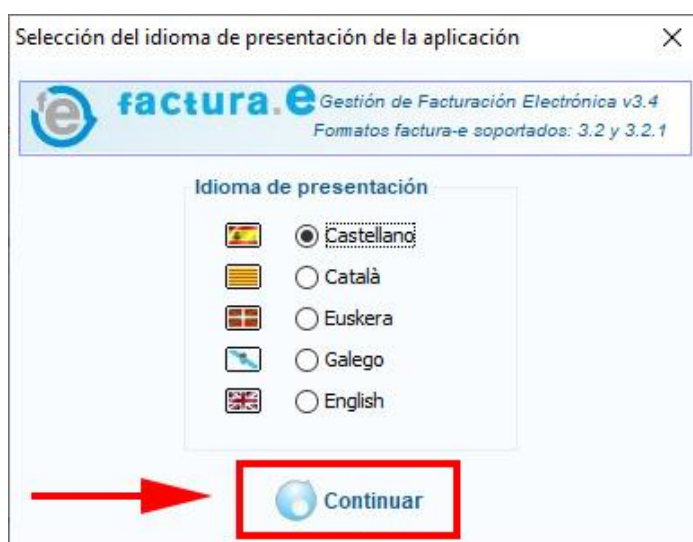 Selección del idioma de presentación de la aplicación
factura.e Gestión de Facturación Electrónica v3.4
Formatos factura-e soportados: 3.2 y 3.2.1
Idioma de presentación
Castellano
Català
Euskera
Galego
English
Continuar